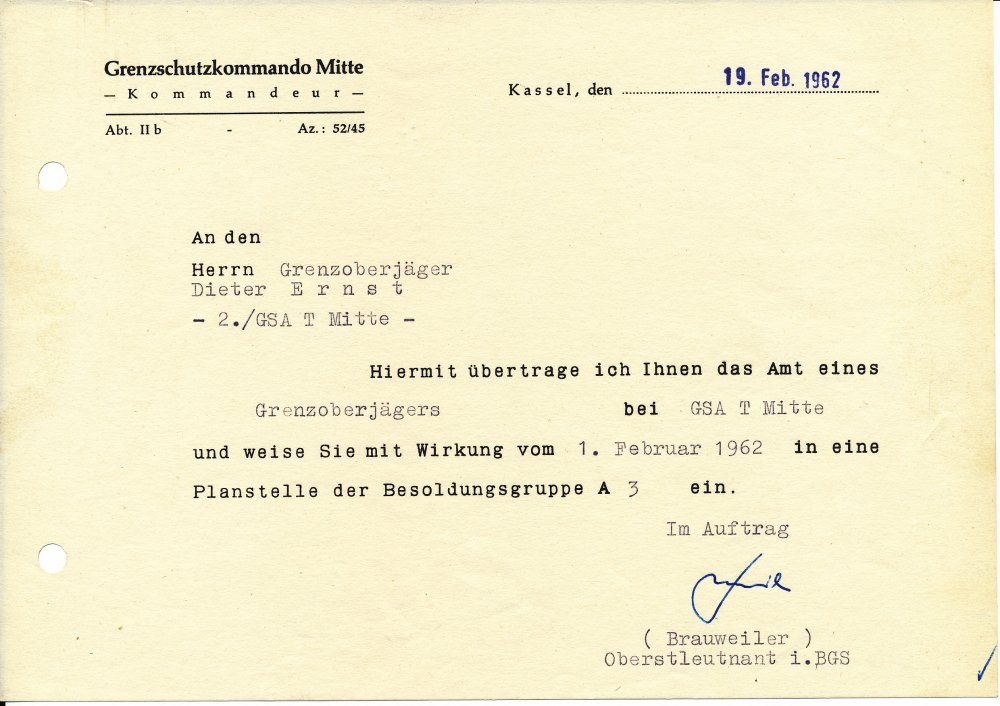 Grenzschutzkommando Mitte
— Kommandeur —
Abt. II b - Az.: 52/45
Kassel, den 19. Feb. 1962
An den
Herrn Grenzoberjäger
Dieter E r n s t
- 2./GSA T Mitte -
Hiermit übertrage ich Ihnen das Amt eines
Grenzoberjägers bei GSA T Mitte
und weise Sie mit Wirkung vom 1. Februar 1962 in eine
Planstelle der Besoldungsgruppe A 3 ein.
Im Auftrag
( Brauweiler )
Oberstleutnant i.BGS